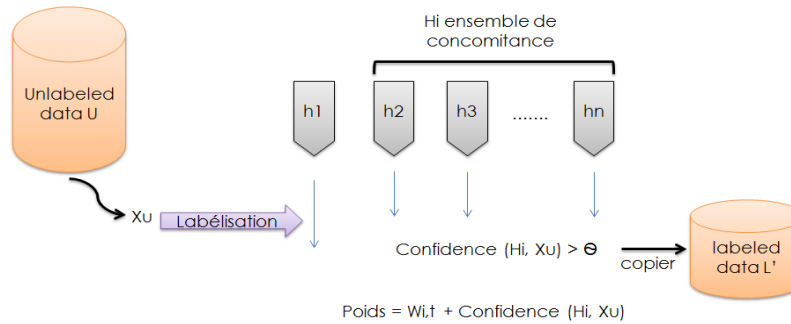 Hi ensemble de
concomitance
Unlabeled
data U
h1
h2
h3
.......
hn
Xu
Labélisation
Confidence (Hi, Xu) > Ɵ
copier
labeled
data L'
Poids = Wi,t + Confidence (Hi, Xu)